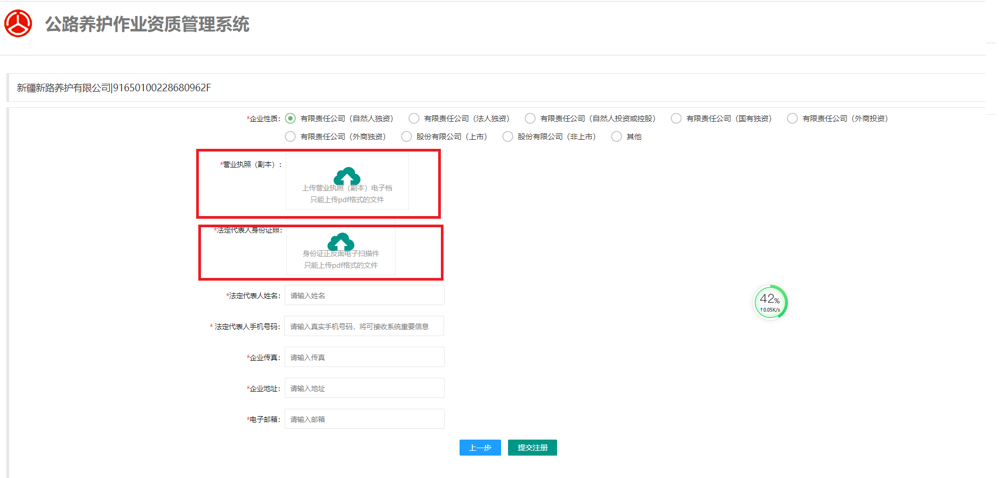 公路养护作业资质管理系统
新疆新路养护有限公司|91650100228680962F
*企业性质： 有限责任公司（自然人独资） 有限责任公司（法人独资） 有限责任公司（自然人投资或控股） 有限责任公司（国有独资） 有限责任公司（外商投资）
有限责任公司（外商独资） 股份有限公司（上市） 股份有限公司（非上市） 其他
*营业执照（副本）：
上传营业执照（副本）电子档
只能上传pdf格式的文件
*法定代表人身份证照：
身份证正反面电子扫描件
只能上传pdf格式的文件
*法定代表人姓名： 请输入姓名
* 法定代表人手机号码： 请输入真实手机号码，将可接收系统重要信息
*企业传真： 请输入传真
*企业地址： 请输入地址
*电子邮箱： 请输入邮箱
上一步 提交注册
42%
↑0.05K/s